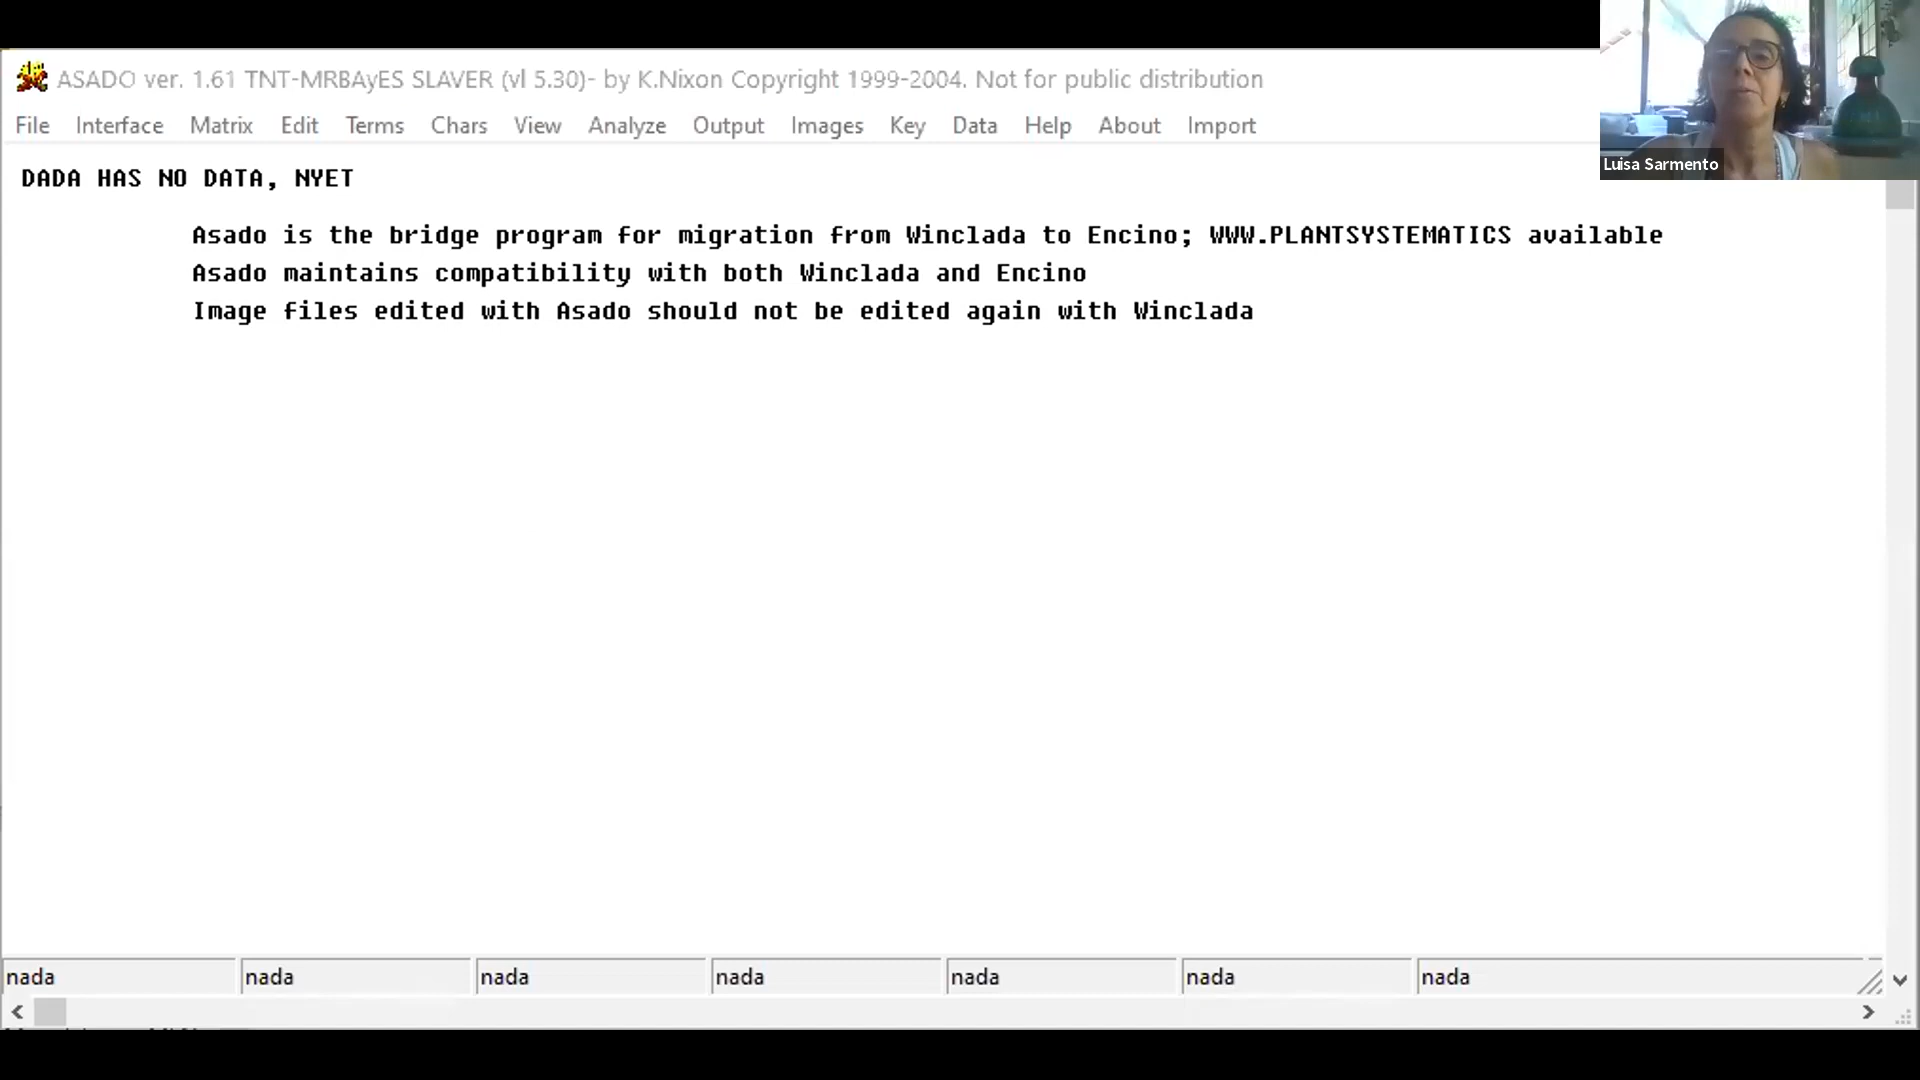 ASADO ver. 1.61 TNT-MRBAyES SLAVER (vl 5.30)- by K.Nixon Copyright 1999-2004. Not for public distribution
File Interface Matrix Edit Terms Chars View Analyze Output Images Key Data Help About Import
Luisa Sarmento
DADA HAS NO DATA, NYET
Asado is the bridge program for migration from Winclada to Encino; WWW.PLANTSYSTEMATICS available
Asado maintains compatibility with both Winclada and Encino
Image files edited with Asado should not be edited again with Winclada
nada nada nada nada nada nada nada